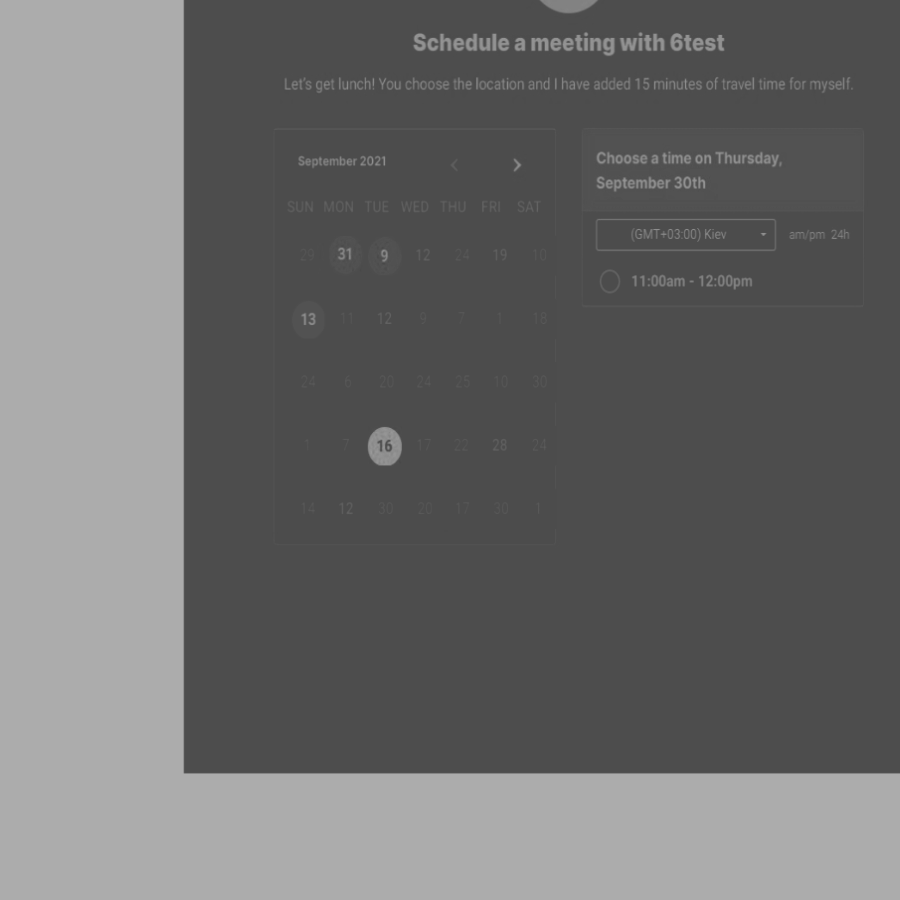 Schedule a meeting with 6test
Let's get lunch! You choose the location and I have added 15 minutes of travel time for myself.
September 2021
SUN MON TUE WED THU FRI SAT
29 31 9 12 24 19 10
13 11 12 9 7 1 18
24 6 20 24 25 10 30
1 7 16 17 22 28 24
14 12 30 20 17 30 1
Choose a time on Thursday,
September 30th
(GMT+03:00) Kiev am/pm 24h
11:00am - 12:00pm